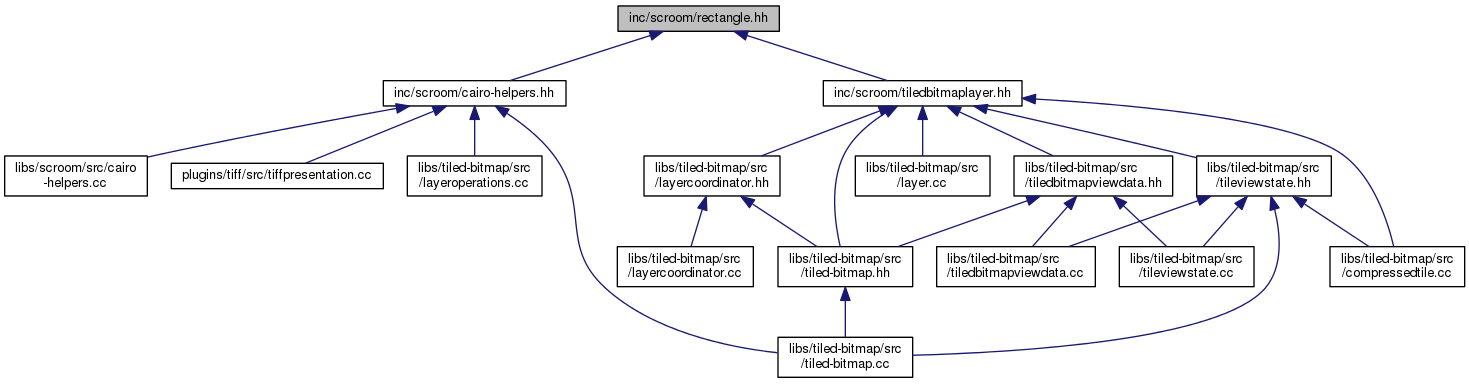 inc/scroom/rectangle.hh
inc/scroom/cairo-helpers.hh
inc/scroom/tiledbitmaplayer.hh
libs/scroom/src/cairo
-helpers.cc
plugins/tiff/src/tiffpresentation.cc
libs/tiled-bitmap/src
/layeroperations.cc
libs/tiled-bitmap/src
/layercoordinator.hh
libs/tiled-bitmap/src
/layer.cc
libs/tiled-bitmap/src
/tiledbitmapviewdata.hh
libs/tiled-bitmap/src
/tileviewstate.hh
libs/tiled-bitmap/src
/layercoordinator.cc
libs/tiled-bitmap/src
/tiled-bitmap.hh
libs/tiled-bitmap/src
/tiledbitmapviewdata.cc
libs/tiled-bitmap/src
/tileviewstate.cc
libs/tiled-bitmap/src
/compressedtile.cc
libs/tiled-bitmap/src
/tiled-bitmap.cc